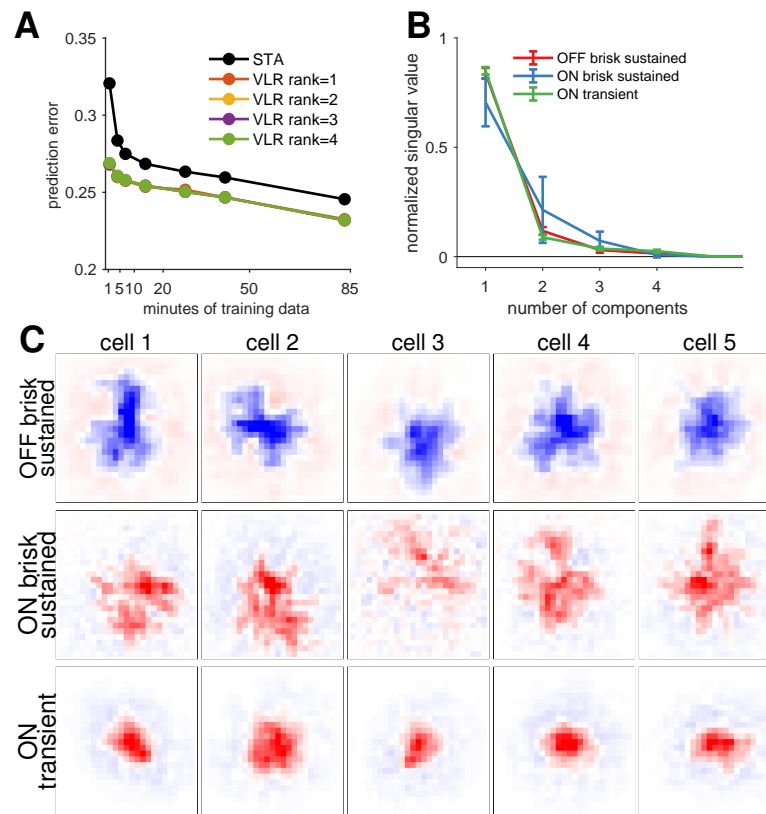 A
0.35
0.3
0.25
0.2
prediction error
STA
VLR rank=1
VLR rank=2
VLR rank=3
VLR rank=4
1 5 10 20 50 85
minutes of training data
B
1
0.5
0
normalized singular value
OFF brisk sustained
ON brisk sustained
ON transient
1 2 3 4
number of components
C
cell 1 cell 2 cell 3 cell 4 cell 5
OFF brisk
sustained
ON brisk
sustained
ON
transient